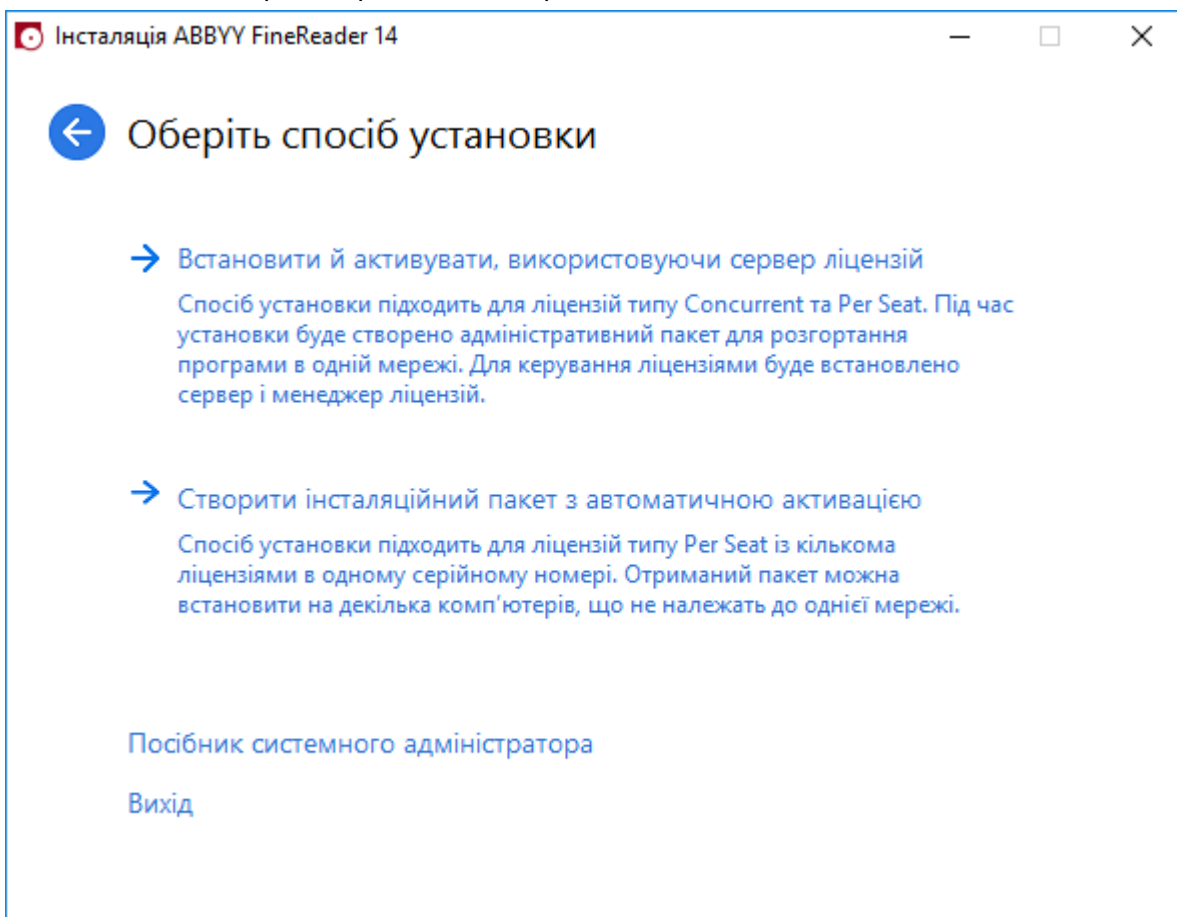 Інсталяція ABBYY FineReader 14
Оберіть спосіб установки
Встановити й активувати, використовуючи сервер ліцензій
Спосіб установки підходить для ліцензій типу Concurrent та Per Seat. Під час
установки буде створено адміністративний пакет для розгортання
програми в одній мережі. Для керування ліцензіями буде встановлено
сервер і менеджер ліцензій.
Створити інсталяційний пакет з автоматичною активацією
Спосіб установки підходить для ліцензій типу Per Seat із кількома
ліцензіями в одному серійному номері. Отриманий пакет можна
встановити на декілька комп’ютерів, що не належать до однієї мережі.
Посібник системного адміністратора
Вихід